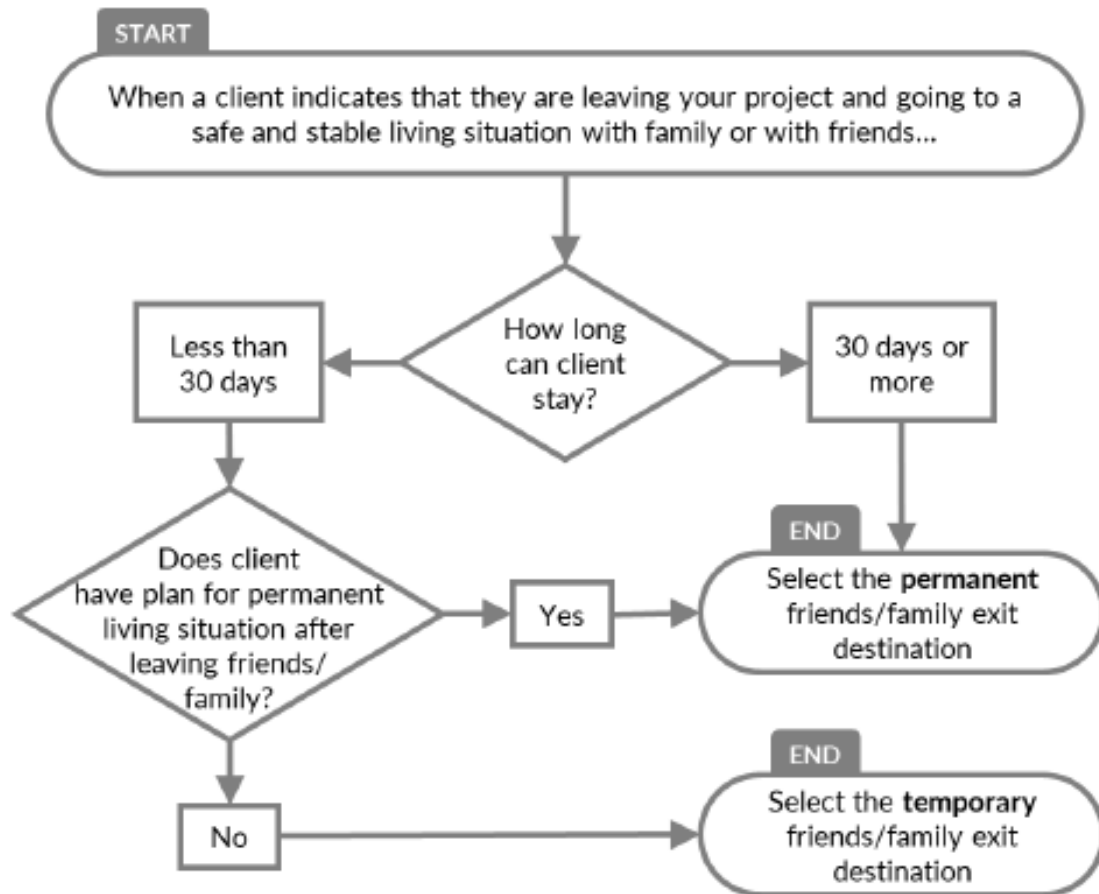 START
When a client indicates that they are leaving your project and going to a
safe and stable living situation with family or with friends...
How long
can client
stay?
Less than
30 days
30 days or
more
Does client
have plan for permanent
living situation after
leaving friends/
family?
Yes
END
Select the permanent
friends/family exit
destination
No
END
Select the temporary
friends/family exit
destination